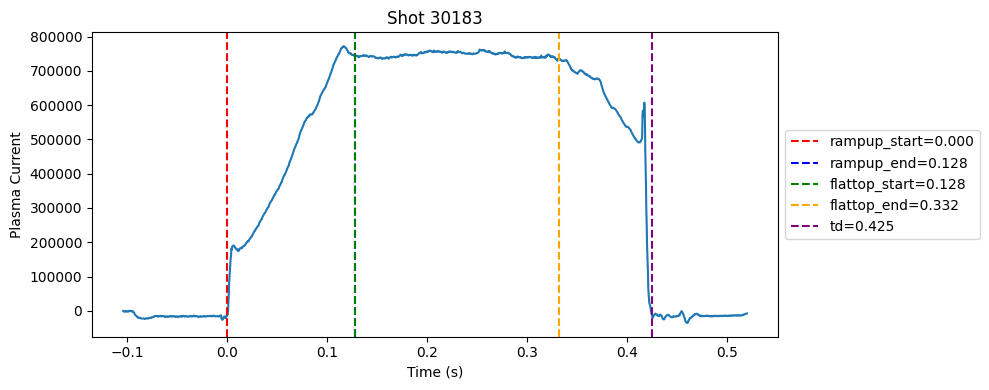 Shot 30183
Plasma Current
800000
700000
600000
500000
400000
300000
200000
100000
0
−0.1
0.0
0.1
0.2
0.3
0.4
0.5
Time (s)
rampup_start=0.000
rampup_end=0.128
flattop_start=0.128
flattop_end=0.332
td=0.425